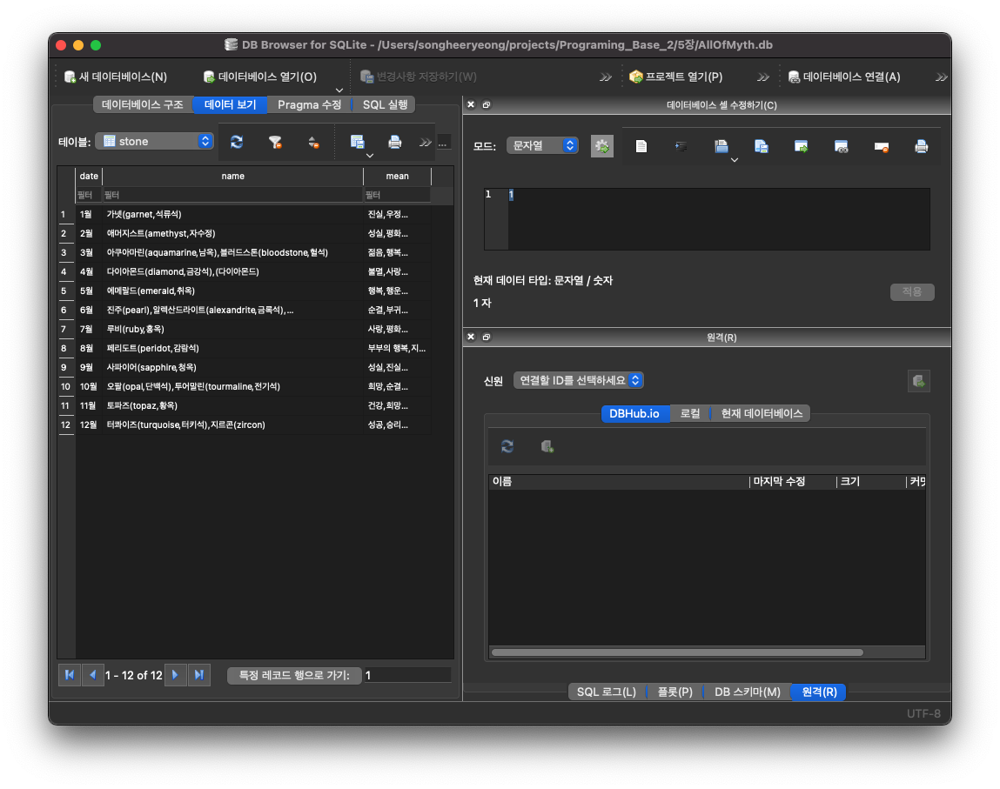 DB Browser for SQLite - /Users/songheeryeong/projects/Programing_Base_2/5장/AllOfMyth.db
새 데이터베이스(N) 데이터베이스 열기(O) 변경사항 저장하기(W) 프로젝트 열기(P) 데이터베이스 연결(A)
데이터베이스 구조 데이터 보기 Pragma 수정 SQL 실행
테이블: stone ...
date name mean
필터 필터 필터
1 1월 가넷(garnet,석류석) 진실,우정...
2 2월 애머지스트(amethyst,자수정) 성실,평화...
3 3월 아쿠아마린(aquamarine,남옥),블러드스톤(bloodstone,혈석) 젊음,행복...
4 4월 다이아몬드(diamond,금강석),(다이아몬드) 불멸,사랑...
5 5월 에메랄드(emerald,취옥) 행복,행운...
6 6월 진주(pearl),알렉산드라이트(alexandrite,금록석),... 순결,부귀...
7 7월 루비(ruby,홍옥) 사랑,평화...
8 8월 페리도트(peridot,감람석) 부부의 행복,지...
9 9월 사파이어(sapphire,청옥) 성실,진실...
10 10월 오팔(opal,단백석),투어밀린(tourmaline,전기석) 희망,순결...
11 11월 토파즈(topaz,황옥) 건강,희망...
12 12월 터콰이즈(turquoise,터키석),지르콘(zircon) 성공,승리...
1 - 12 of 12 특정 레코드 행으로 가기: 1
데이터베이스 셀 수정하기(C)
모드: 문자열
1 1
현재 데이터 타입: 문자열 / 숫자
1 자
적용
원격(R)
신원 연결할 ID를 선택하세요
DBHub.io 로컬 현재 데이터베이스
이름 마지막 수정 크기
SQL 로그(L) 플롯(P) DB 스키마(M) 원격(R)
UTF-8